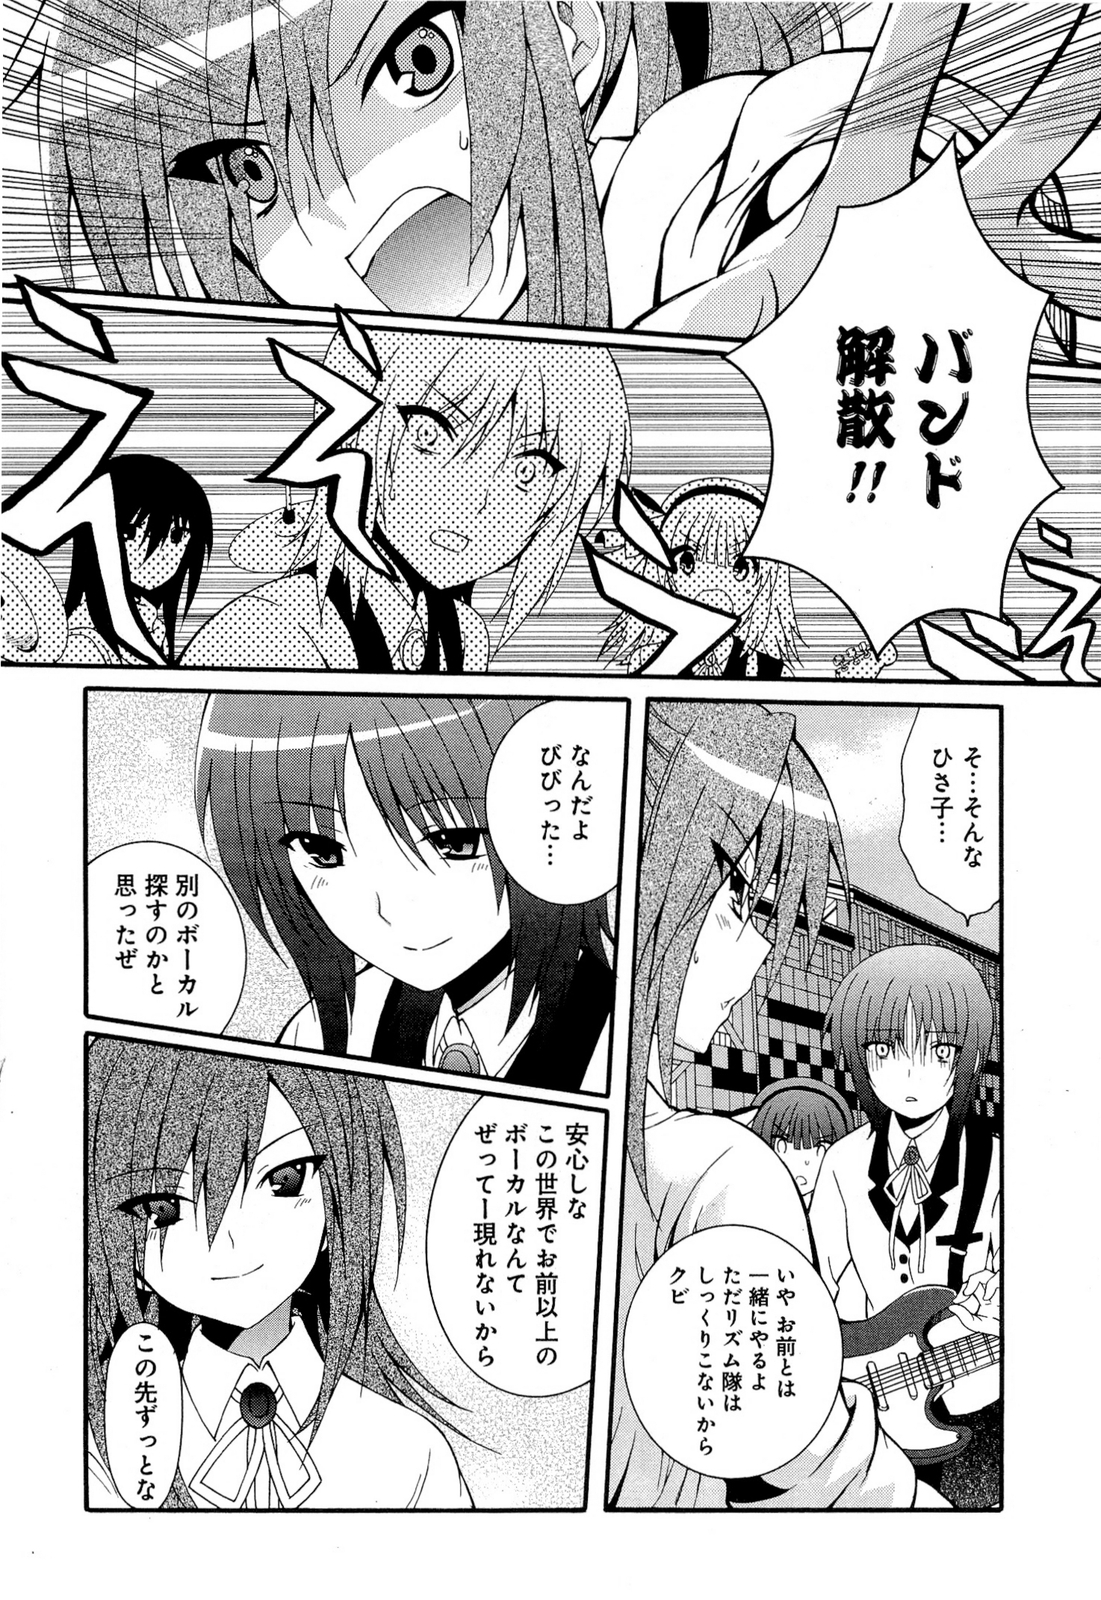 バンド
解散!!
ええーーっ
そ…そんな
ひさ子…
いや お前とは
一緒にやるよ
ただリズム隊は
しっくりこないから
クビ
なんだよ
びびった…
別のボーカル
探すのかと
思ったぜ
安心しな
この世界でお前以上の
ボーカルなんて
ぜってー現れないから
この先ずっとな